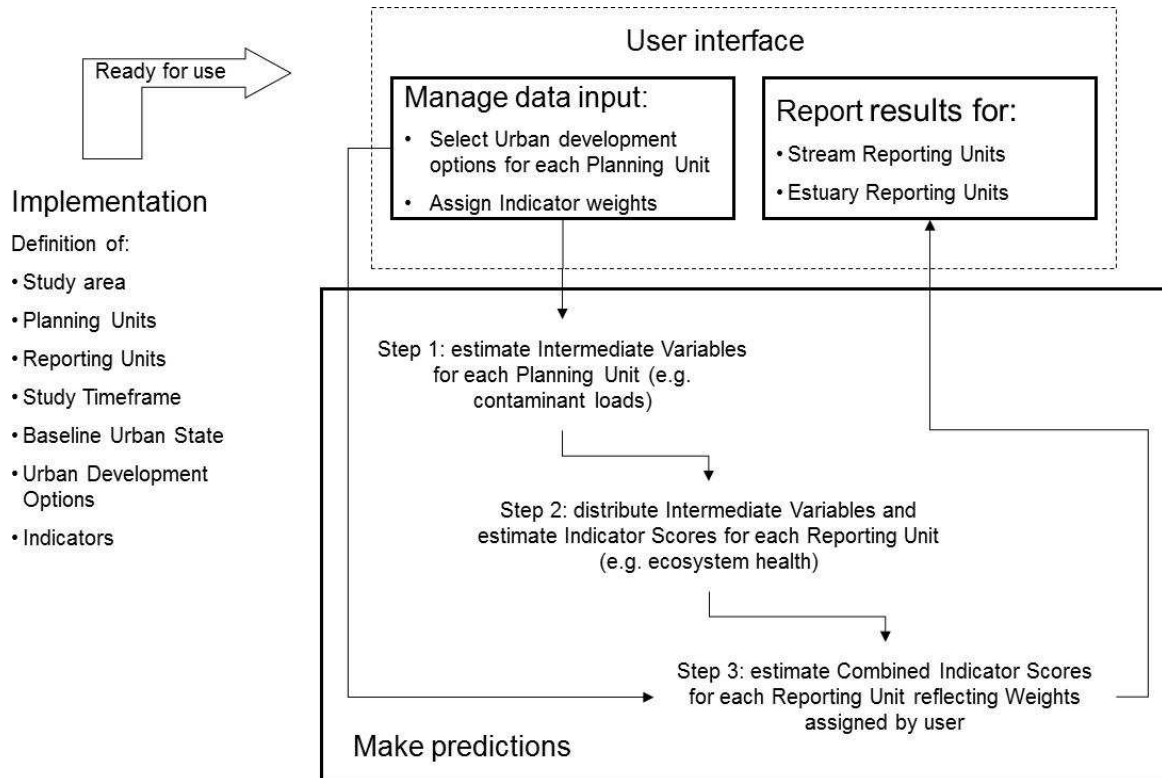 Ready for use
Implementation
Definition of:
• Study area
• Planning Units
• Reporting Units
• Study Timeframe
• Baseline Urban State
• Urban Development
Options
• Indicators
User interface
Manage data input:
• Select Urban development
options for each Planning Unit
• Assign Indicator weights
Report results for:
• Stream Reporting Units
• Estuary Reporting Units
Step 1: estimate Intermediate Variables
for each Planning Unit (e.g.
contaminant loads)
Step 2: distribute Intermediate Variables and
estimate Indicator Scores for each Reporting Unit
(e.g. ecosystem health)
Step 3: estimate Combined Indicator Scores
for each Reporting Unit reflecting Weights
assigned by user
Make predictions